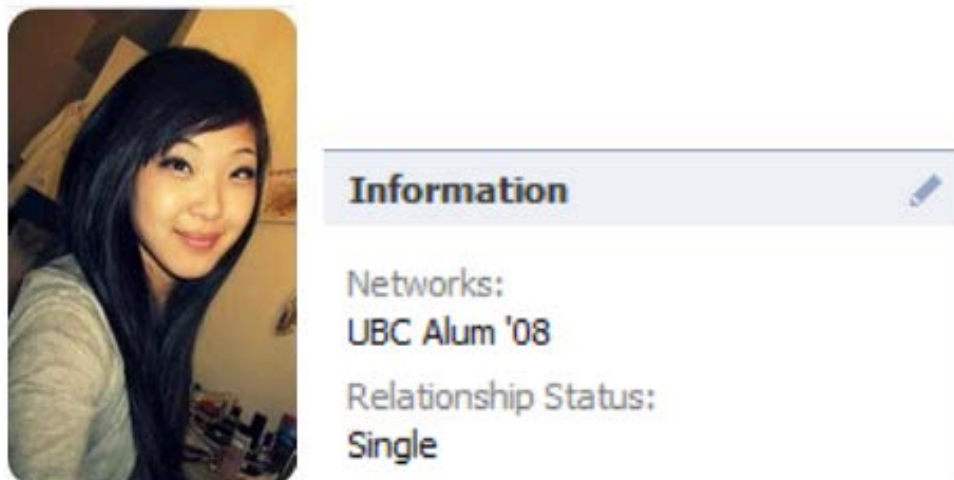 Information
Networks:
UBC Alum '08
Relationship Status:
Single